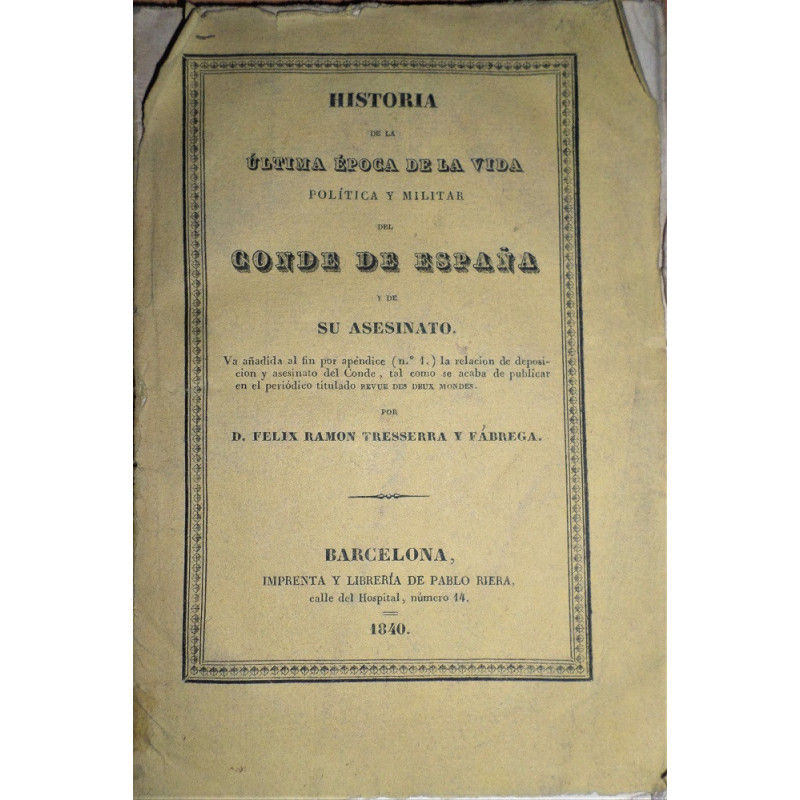 HISTORIA
DE LA
ÚLTIMA ÉPOCA DE LA VIDA
POLÍTICA Y MILITAR
DEL
CONDE DE ESPAÑA
Y DE
SU ASESINATO.
Va añadida al fin por apéndice (n.º 1.) la relacion de deposi-
cion y asesinato del Conde, tal como se acaba de publicar
en el periódico titulado REVUE DES DEUX MONDES.
POR
D. FELIX RAMON TRESSERRA Y FÁBREGA.
BARCELONA,
IMPRENTA Y LIBRERÍA DE PABLO RIERA,
calle del Hospital, número 14.
1840.